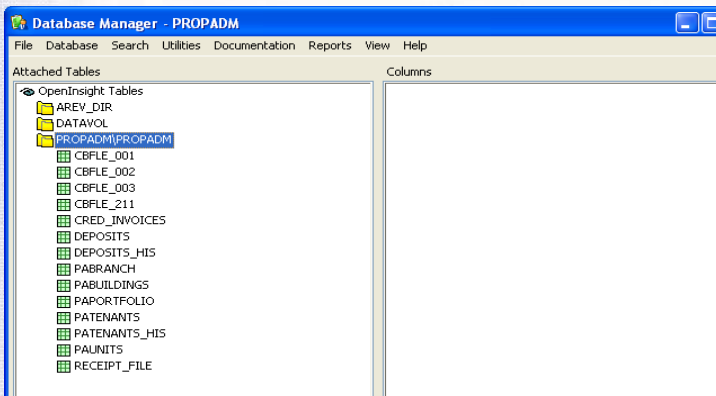 Database Manager - PROPADM
File Database Search Utilities Documentation Reports View Help
Attached Tables
Columns
OpenInsight Tables
AREV_DIR
DATAVOL
PROPADM\PROPADM
CBFLE_001
CBFLE_002
CBFLE_003
CBFLE_211
CRED_INVOICES
DEPOSITS
DEPOSITS_HIS
PABRANCH
PABUILDINGS
PAPORTFOLIO
PATENANTS
PATENANTS_HIS
PAUNITS
RECEIPT_FILE